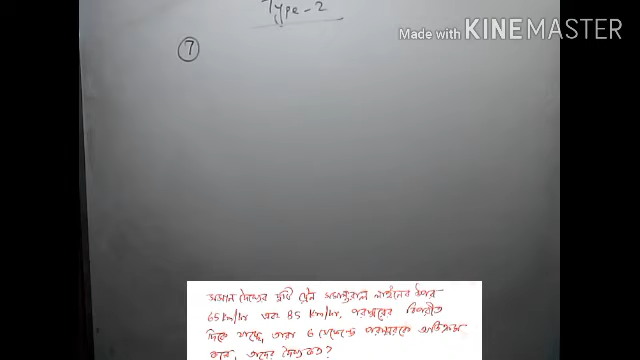 Type-2
Made with KINEMASTER
7
সমান দৈর্ঘ্যের দুটি ট্রেন সমান্তরাল লাইনের উপর
65 km/hr এবং 85 km/hr. পরস্পরের বিপরীত
দিকে যাচ্ছে, তারা 6 সেকেন্ডে পরস্পরকে অতিক্রম
করে, তাদের দৈর্ঘ্য কত?